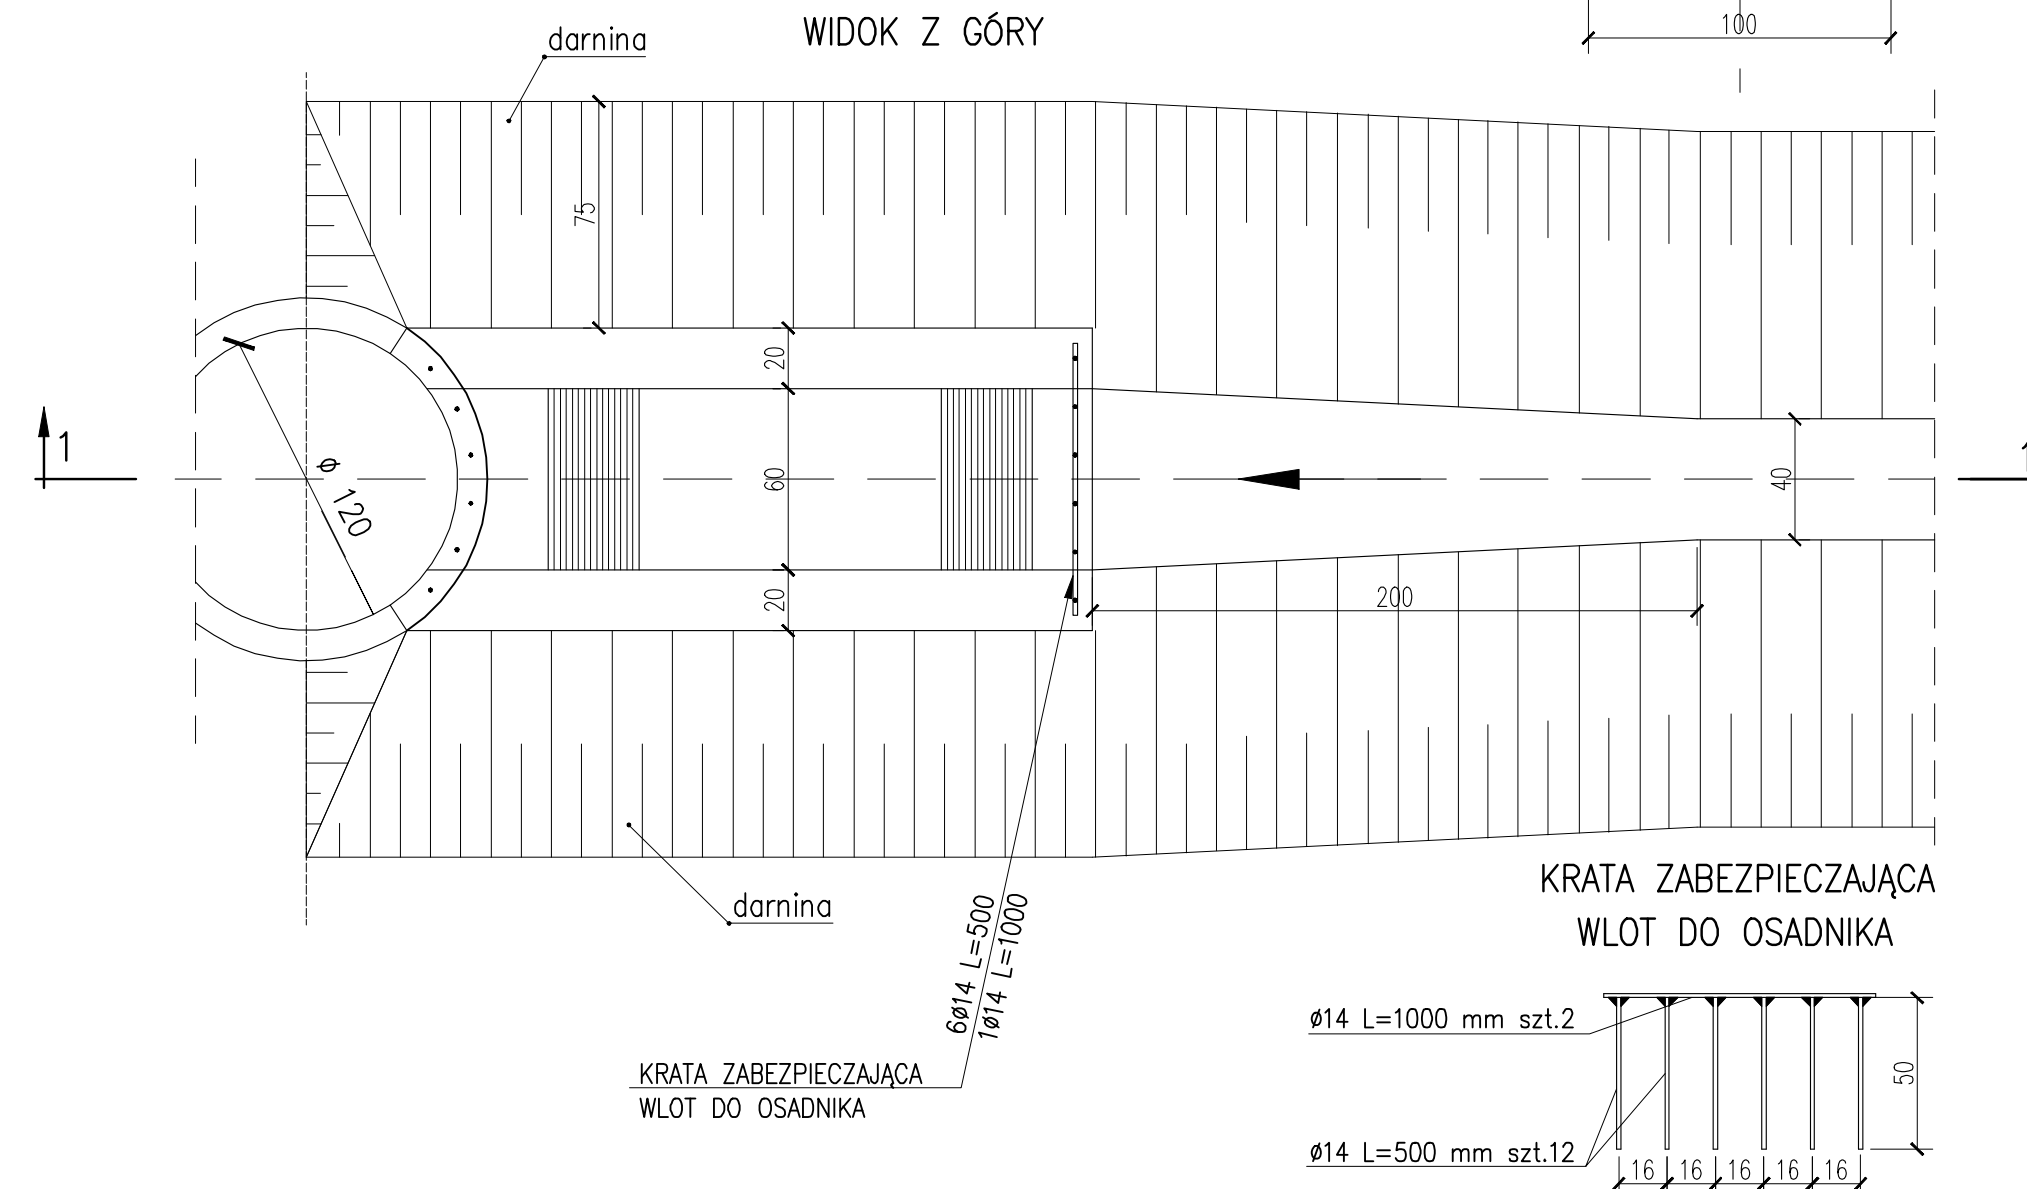 WIDOK Z GÓRY
100
darnina
75
20
60
20
40
200
1
1
ø 120
darnina
6ø14 L=500
1ø14 L=1000
KRATA ZABEZPIECZAJĄCA
WLOT DO OSADNIKA
KRATA ZABEZPIECZAJĄCA
WLOT DO OSADNIKA
ø14 L=1000 mm szt.2
50
ø14 L=500 mm szt.12
16 16 16 16 16